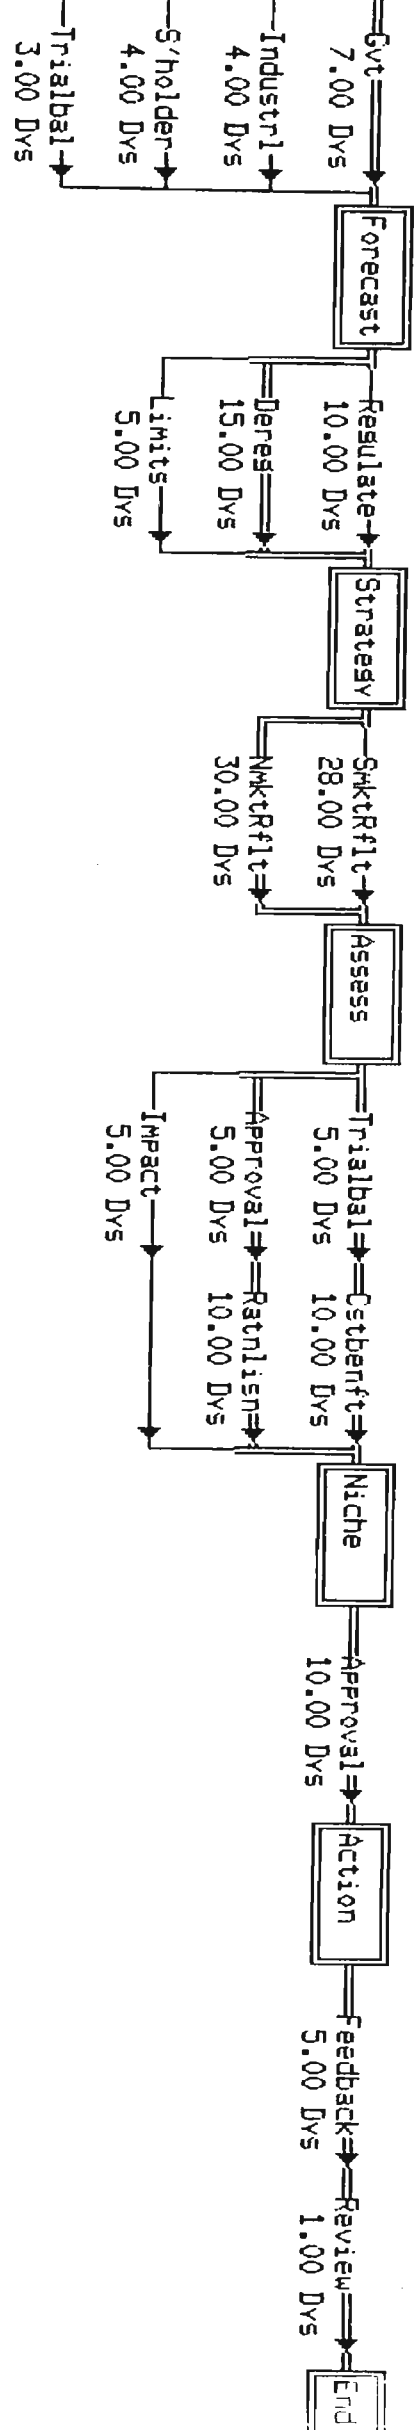 Gvt
7.00 Dys
Industrl
4.00 Dys
S'holder
4.00 Dys
Trialbal
3.00 Dys
Forecast
Regulate
10.00 Dys
Dereg
15.00 Dys
Limits
5.00 Dys
Strategy
SmktRflt
28.00 Dys
NmktRflt
30.00 Dys
Assess
Trialbal
5.00 Dys
Cstbenft
10.00 Dys
Approval
5.00 Dys
Ratnlisn
10.00 Dys
Impact
5.00 Dys
Niche
Approval
10.00 Dys
Action
Feedback
5.00 Dys
Review
1.00 Dys
End